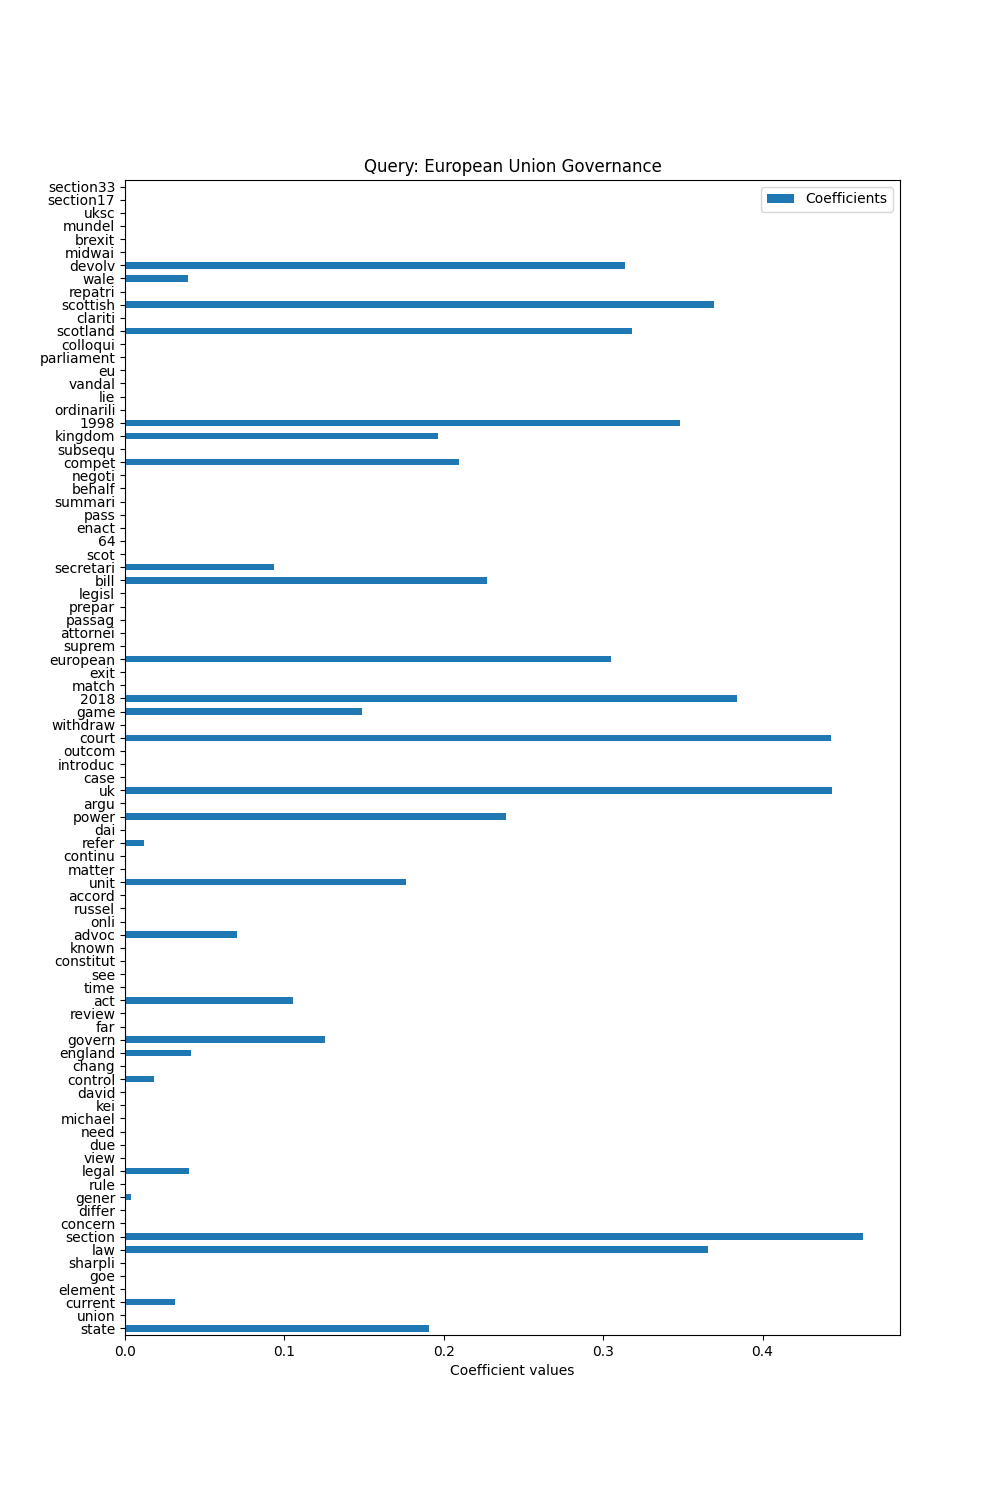 Query: European Union Governance
Coefficients
section33
section17
uksc
mundel
brexit
midwai
devolv
wale
repatri
scottish
clariti
scotland
colloqui
parliament
eu
vandal
lie
ordinarili
1998
kingdom
subsequ
compet
negoti
behalf
summari
pass
enact
64
scot
secretari
bill
legisl
prepar
passag
attornei
suprem
european
exit
match
2018
game
withdraw
court
outcom
introduc
case
uk
argu
power
dai
refer
continu
matter
unit
accord
russel
onli
advoc
known
constitut
see
time
act
review
far
govern
england
chang
control
david
kei
michael
need
due
view
legal
rule
gener
differ
concern
section
law
sharpli
goe
element
current
union
state
0.0 0.1 0.2 0.3 0.4
Coefficient values